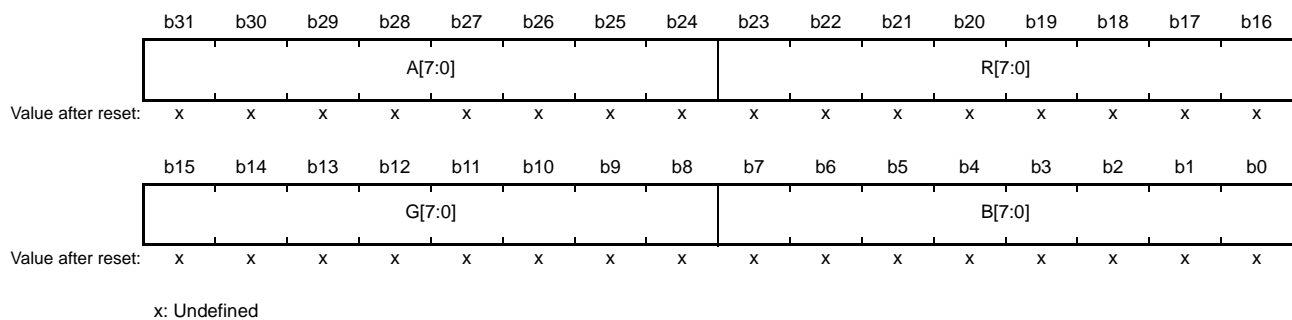 b31 b30 b29 b28 b27 b26 b25 b24 b23 b22 b21 b20 b19 b18 b17 b16
A[7:0] R[7:0]
Value after reset: x x x x x x x x x x x x x x x x
b15 b14 b13 b12 b11 b10 b9 b8 b7 b6 b5 b4 b3 b2 b1 b0
G[7:0] B[7:0]
Value after reset: x x x x x x x x x x x x x x x x
x: Undefined